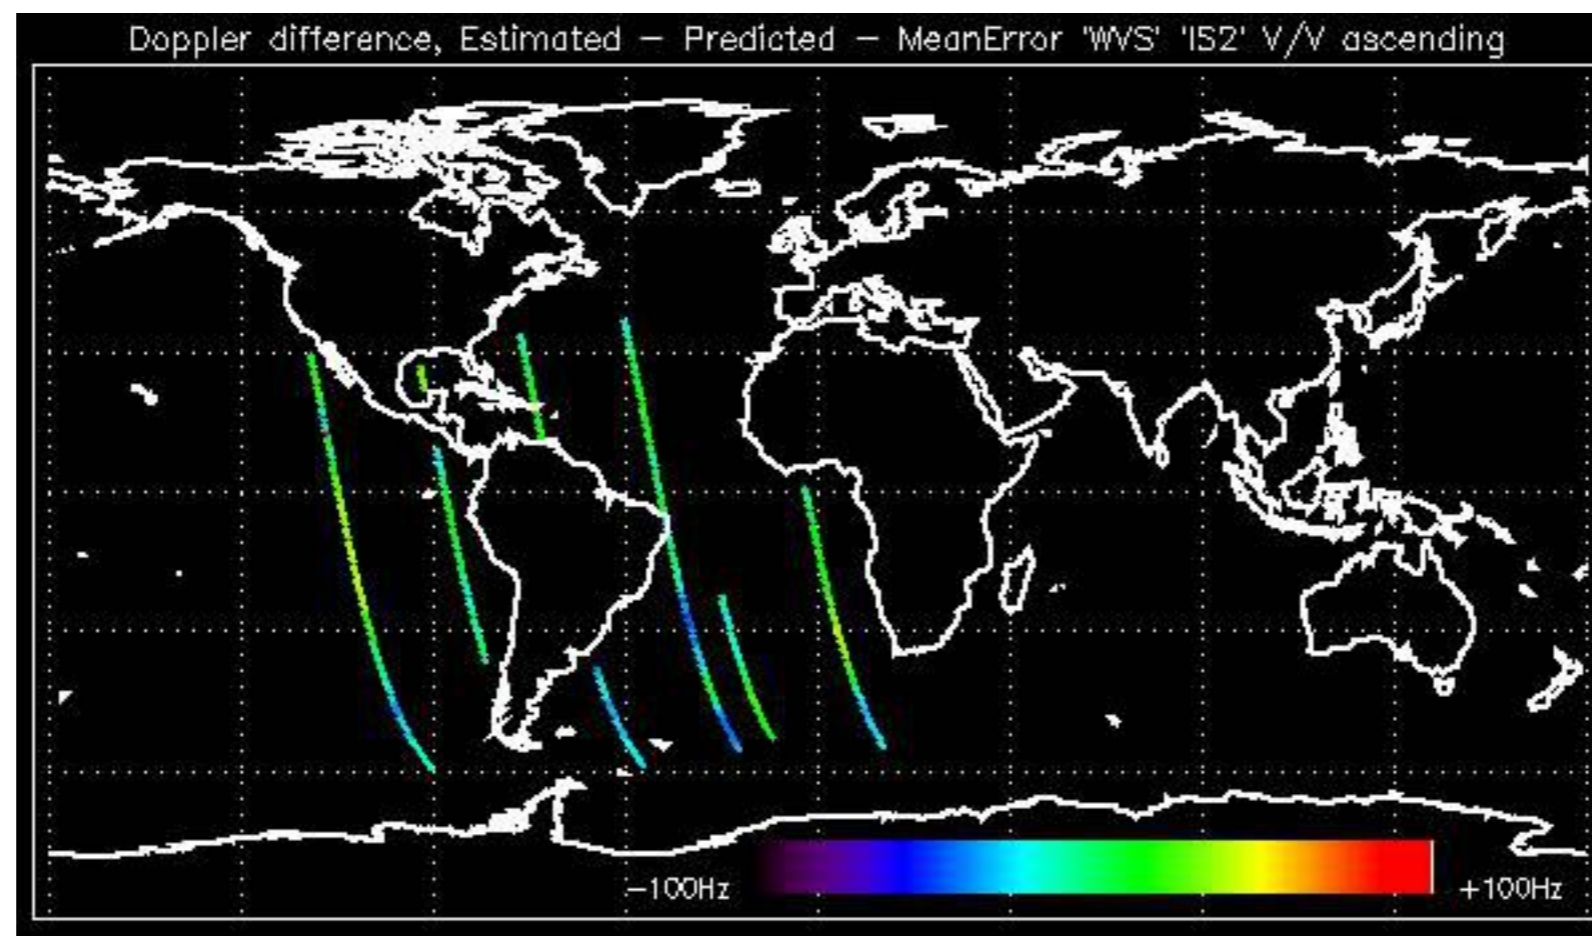 Doppler difference, Estimated – Predicted – MeanError 'WVS' 'IS2' V/V ascending
–100Hz
+100Hz